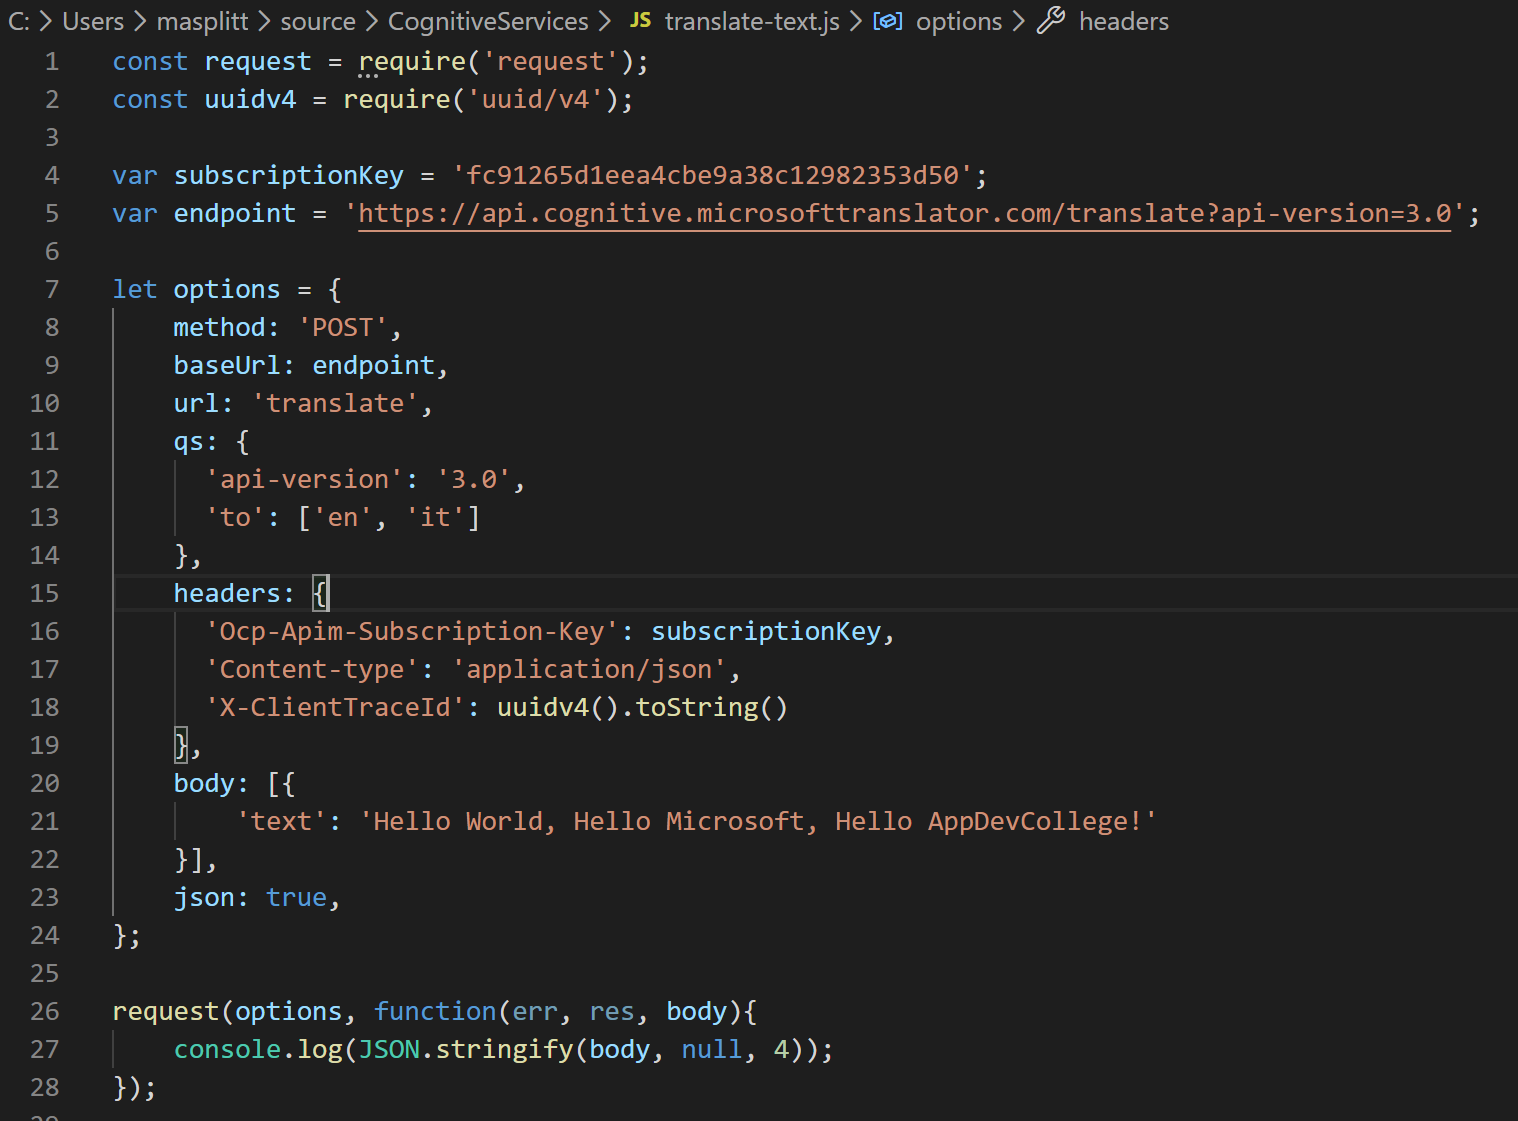 C: > Users > masplitt > source > CognitiveServices > JS translate-text.js > options > headers
1 const request = require('request');
2 const uuidv4 = require('uuid/v4');
3
4 var subscriptionKey = 'fc91265d1eea4cbe9a38c12982353d50';
5 var endpoint = 'https://api.cognitive.microsofttranslator.com/translate?api-version=3.0';
6
7 let options = {
8     method: 'POST',
9     baseUrl: endpoint,
10     url: 'translate',
11     qs: {
12       'api-version': '3.0',
13       'to': ['en', 'it']
14     },
15     headers: {
16       'Ocp-Apim-Subscription-Key': subscriptionKey,
17       'Content-type': 'application/json',
18       'X-ClientTraceId': uuidv4().toString()
19     },
20     body: [{
21         'text': 'Hello World, Hello Microsoft, Hello AppDevCollege!'
22     }],
23     json: true,
24 };
25
26 request(options, function(err, res, body){
27     console.log(JSON.stringify(body, null, 4));
28 });